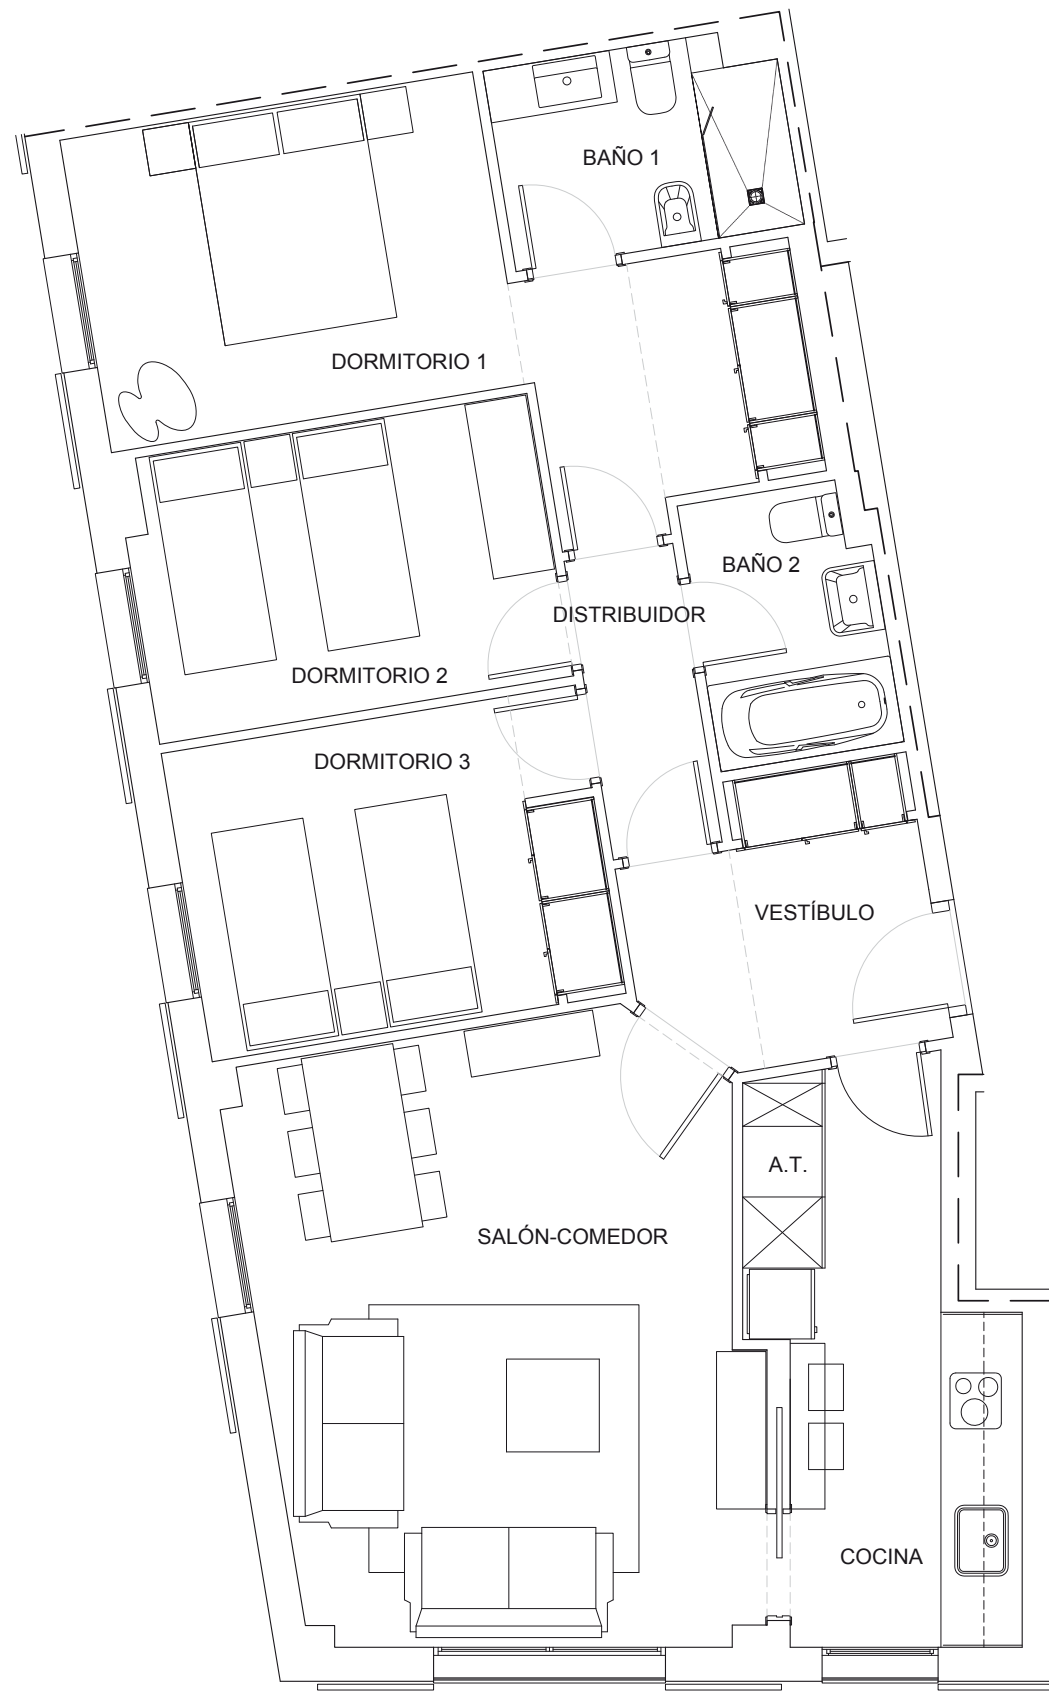 BAÑO 1
DORMITORIO 1
BAÑO 2
DISTRIBUIDOR
DORMITORIO 2
DORMITORIO 3
VESTÍBULO
A.T.
SALÓN-COMEDOR
COCINA